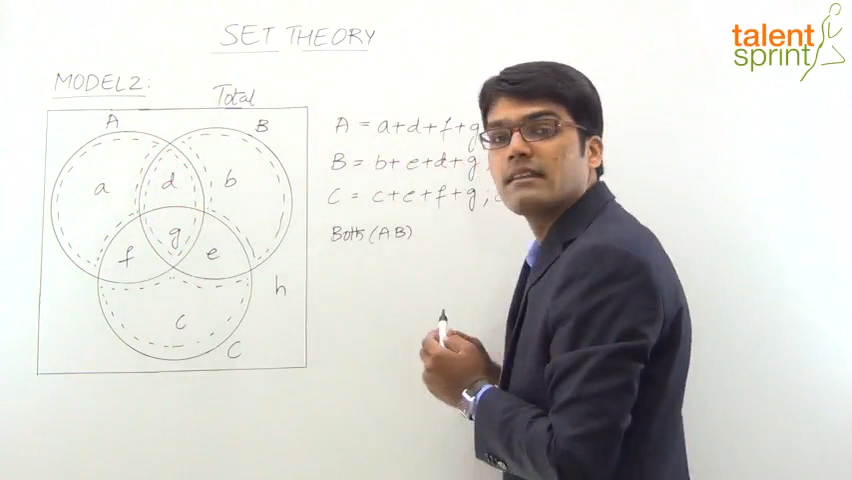 talent
sprint
SET THEORY
MODEL2:
Total
A
B
a
d
b
g
f
e
h
c
C
A = a+d+f+g
B = b+e+d+g;
C = c+e+f+g;
Both (AB)